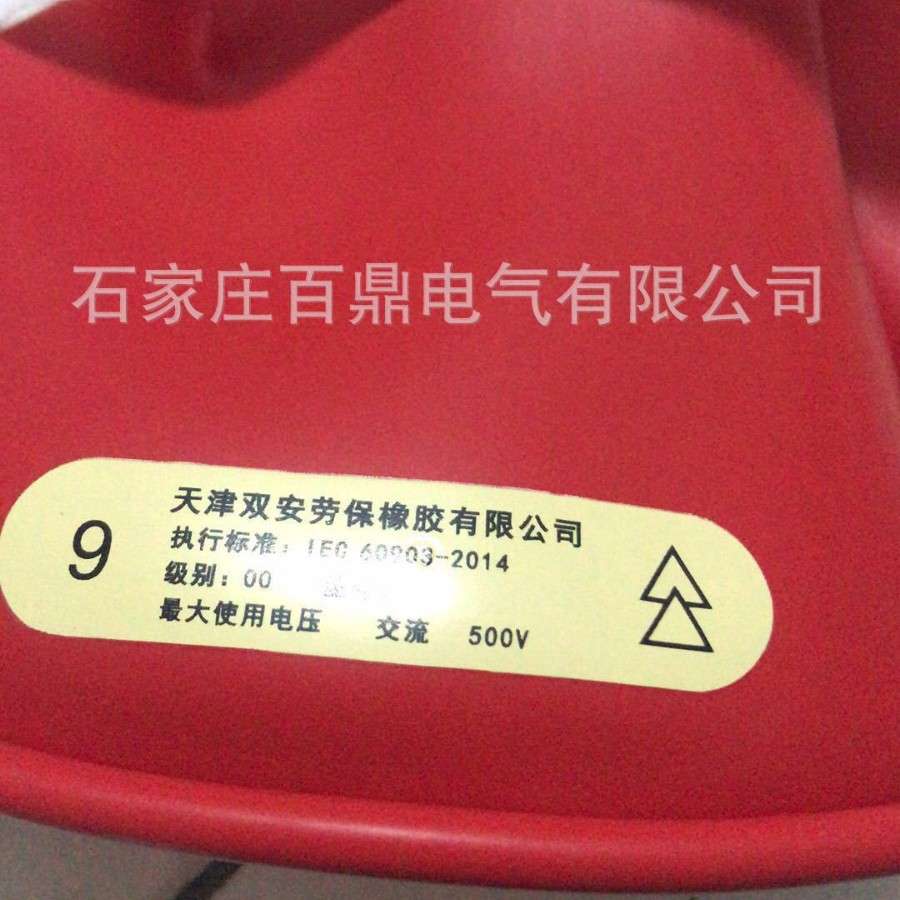 石家庄百鼎电气有限公司
9
天津双安劳保橡胶有限公司
执行标准：IEC 60903-2014
级别：00
最大使用电压 交流 500V